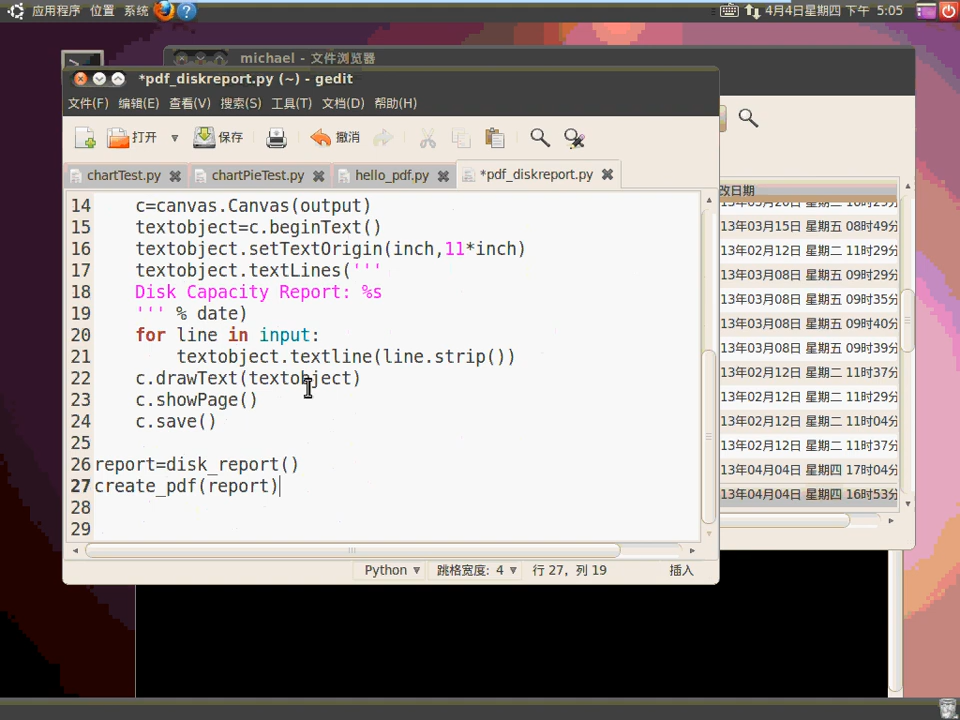 应用程序 位置 系统
4月4日星期四 下午 5:05
michael - 文件浏览器
*pdf_diskreport.py (~) - gedit
文件(F) 编辑(E) 查看(V) 搜索(S) 工具(T) 文档(D) 帮助(H)
打开 保存 撤消
chartTest.py chartPieTest.py hello_pdf.py *pdf_diskreport.py
14 c=canvas.Canvas(output)
15 textobject=c.beginText()
16 textobject.setTextOrigin(inch,11*inch)
17 textobject.textLines('''
18 Disk Capacity Report: %s
19 ''' % date)
20 for line in input:
21 textobject.textline(line.strip())
22 c.drawText(textobject)
23 c.showPage()
24 c.save()
25
26 report=disk_report()
27 create_pdf(report)
28
29
Python 跳格宽度: 4 行 27，列 19 插入
改日期
13年03月15日 星期五 08时49分
13年02月12日 星期二 11时29分
13年03月08日 星期五 09时29分
13年03月08日 星期五 09时35分
13年03月08日 星期五 09时40分
13年03月08日 星期五 09时39分
13年02月12日 星期二 11时37分
13年02月12日 星期二 11时29分
13年02月12日 星期二 11时04分
13年02月12日 星期二 11时37分
13年04月04日 星期四 17时04分
13年04月04日 星期四 16时53分